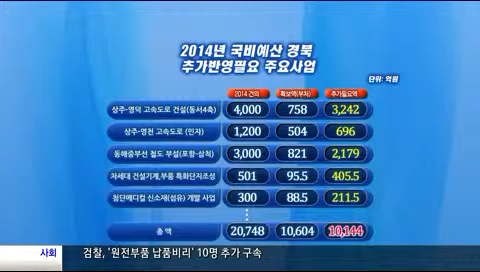 2014년 국비예산 경북
추가반영필요 주요사업
단위: 억원
2014 건의 확보액(부처) 추가필요액
상주-영덕 고속도로 건설(동서4축) 4,000 758 3,242
상주-영천 고속도로 (민자) 1,200 504 696
동해중부선 철도 부설(포항-삼척) 3,000 821 2,179
차세대 건설기계,부품 특화단지조성 501 95.5 405.5
첨단메디컬 신소재(섬유) 개발 사업 300 88.5 211.5
총 액 20,748 10,604 10,144
사회 검찰, '원전부품 납품비리' 10명 추가 구속